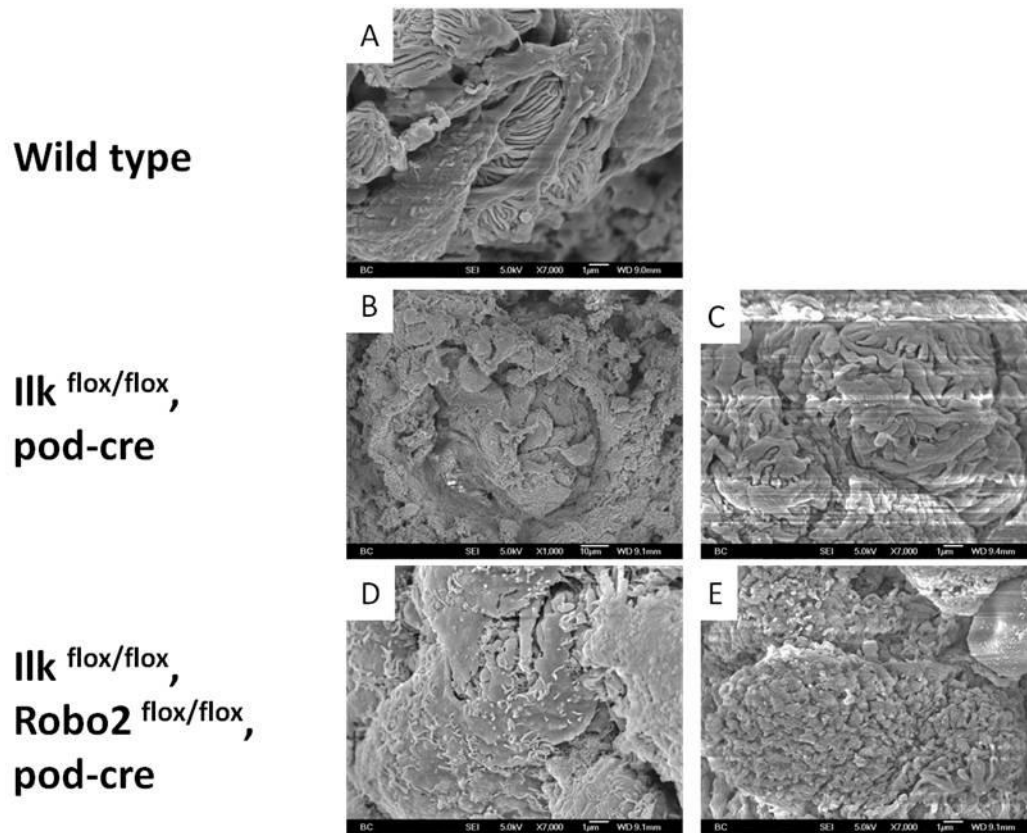 A
Wild type
BC SEI 5.0kV X7,000 1μm WD 9.0mm
B
C
Ilk flox/flox,
pod-cre
BC SEI 5.0kV X1,000 10μm WD 9.1mm
BC SEI 5.0kV X7,000 1μm WD 9.4mm
D
E
Ilk flox/flox,
Robo2 flox/flox,
pod-cre
BC SEI 5.0kV X7,000 1μm WD 9.1mm
BC SEI 5.0kV X7,000 1μm WD 9.1mm